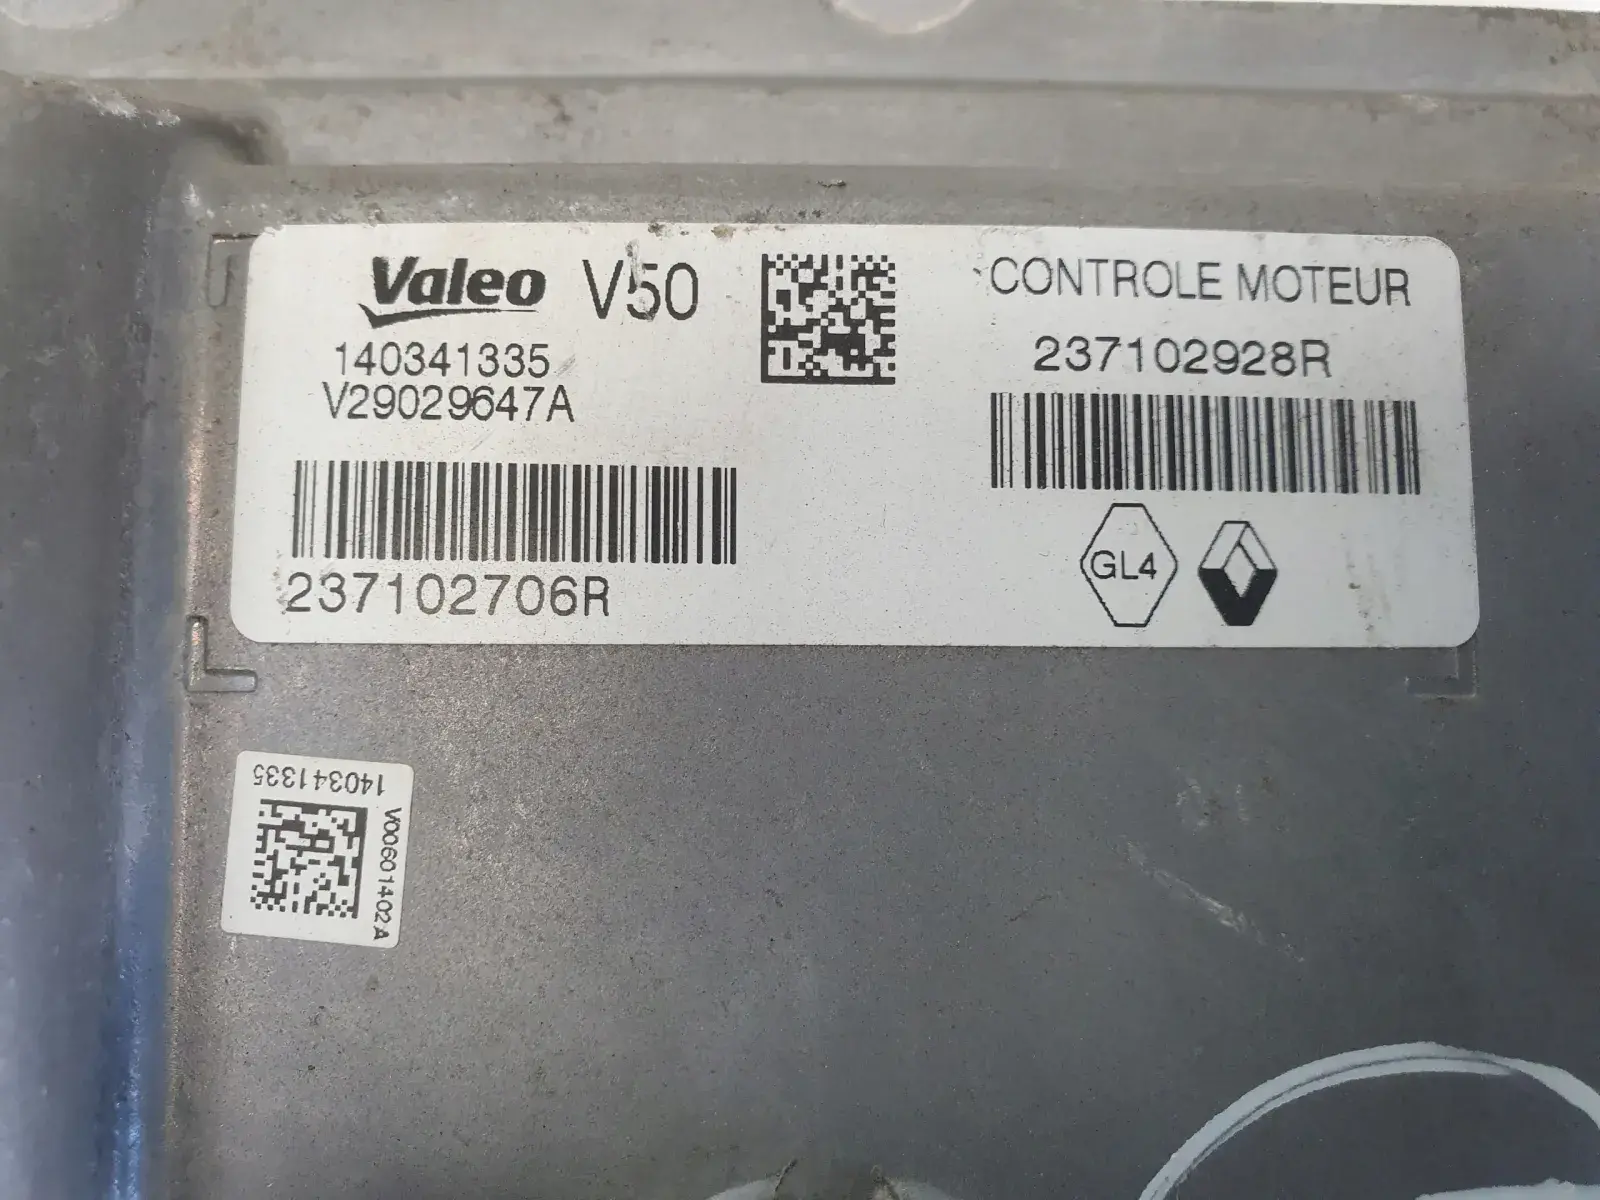 Valeo V50
140341335
V29029647A
237102706R
CONTROLE MOTEUR
237102928R
GL4
140341335
V00601402A